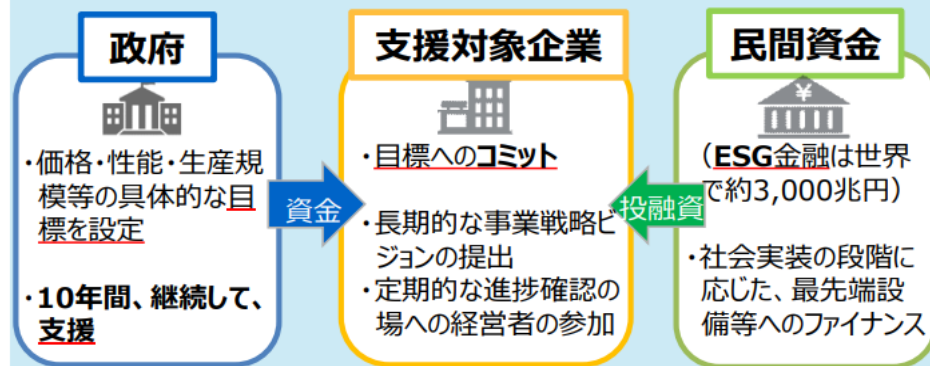 政府
・価格・性能・生産規
模等の具体的な目
標を設定
・10年間、継続して、
支援
資金
支援対象企業
・目標へのコミット
・長期的な事業戦略ビ
ジョンの提出
・定期的な進捗確認の
場への経営者の参加
投融資
民間資金
¥
（ESG金融は世界
で約3,000兆円）
・社会実装の段階に
応じた、最先端設
備等へのファイナンス